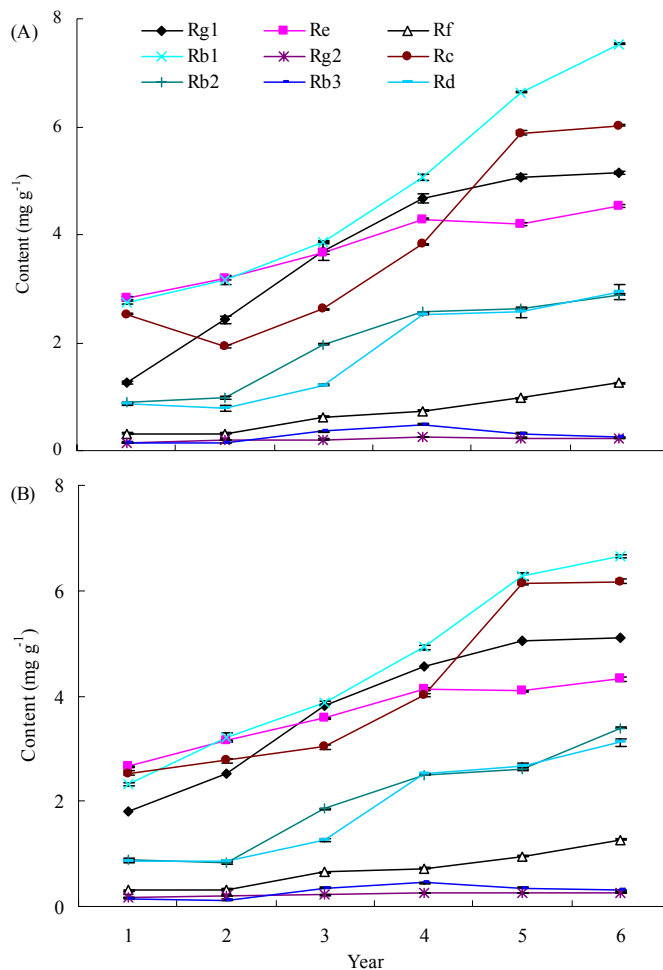 (A)
Rg1 Re Rf
Rb1 Rg2 Rc
Rb2 Rb3 Rd
8
6
4
2
0
Content (mg g⁻¹)
(B)
8
6
4
2
0
Content (mg g⁻¹)
1 2 3 4 5 6
Year